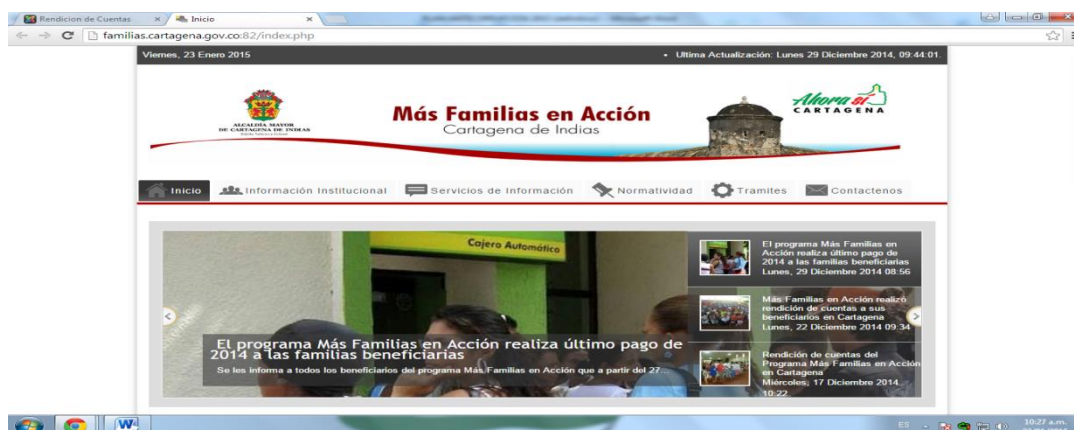 Rendicion de Cuentas
Inicio
familias.cartagena.gov.co:82/index.php
Viernes, 23 Enero 2015
Ultima Actualización: Lunes 29 Diciembre 2014, 09:44:01.
ALCALDÍA MAYOR
DE CARTAGENA DE INDIAS
Más Familias en Acción
Cartagena de Indias
Ahora sí
CARTAGENA
Inicio
Información Institucional
Servicios de Información
Normatividad
Tramites
Contactenos
Cajero Automático
El programa Más Familias en Acción realiza último pago de
2014 a las familias beneficiarias
Se les informa a todos los beneficiarios del programa Más Familias en Acción que a partir del 27...
El programa Más Familias en
Acción realiza último pago de
2014 a las familias beneficiarias
Lunes, 29 Diciembre 2014 08:56
Más Familias en Acción realizó
rendición de cuentas a sus
beneficiarios en Cartagena
Lunes, 22 Diciembre 2014 09:34
Rendición de cuentas del
Programa Más Familias en Acción
en Cartagena
Miércoles, 17 Diciembre 2014
10:22
ES
10:27 a.m.